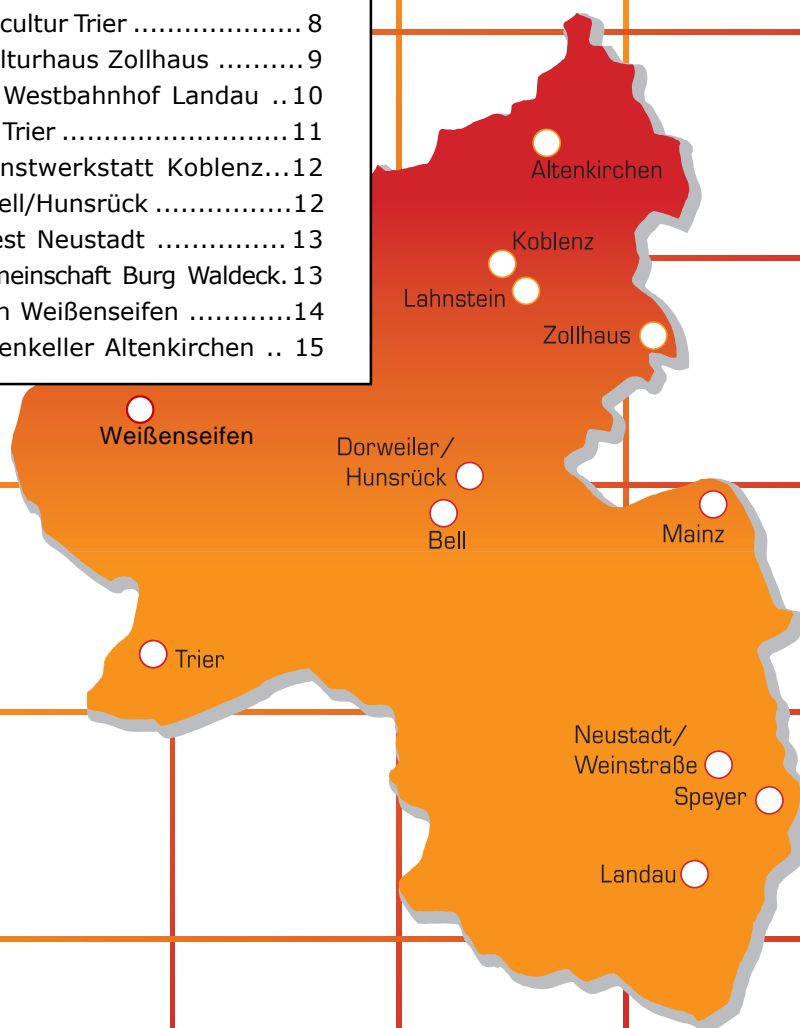 cultur Trier .................... 8
lturhaus Zollhaus .......... 9
Westbahnhof Landau .. 10
Trier .......................... 11
nstwerkstatt Koblenz... 12
ell/Hunsrück ............... 12
est Neustadt ............... 13
meinschaft Burg Waldeck. 13
n Weißenseifen ............ 14
enkeller Altenkirchen .. 15
Altenkirchen
Koblenz
Lahnstein
Zollhaus
Weißenseifen
Dorweiler/
Hunsrück
Bell
Mainz
Trier
Neustadt/
Weinstraße
Speyer
Landau